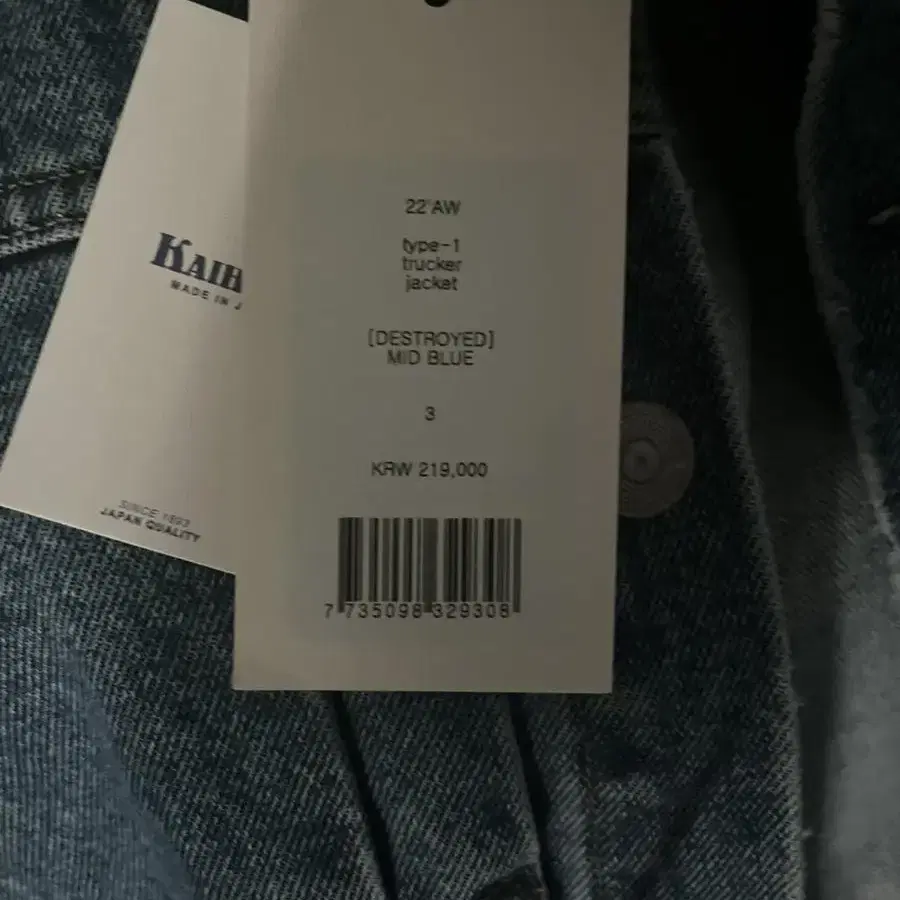 22'AW
type-1
trucker
jacket
[DESTROYED]
MID BLUE
3
KRW 219,000
7 735098 329308
KAIH
MADE IN J
SINCE 1893
JAPAN QUALITY